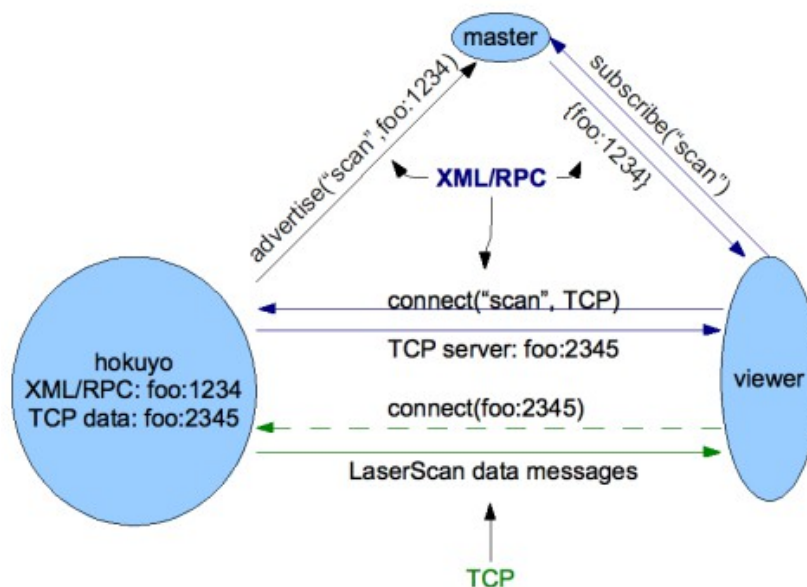 master
advertise("scan",foo:1234)
subscribe("scan")
{foo:1234}
XML/RPC
connect("scan", TCP)
TCP server: foo:2345
hokuyo
XML/RPC: foo:1234
TCP data: foo:2345
viewer
connect(foo:2345)
LaserScan data messages
TCP